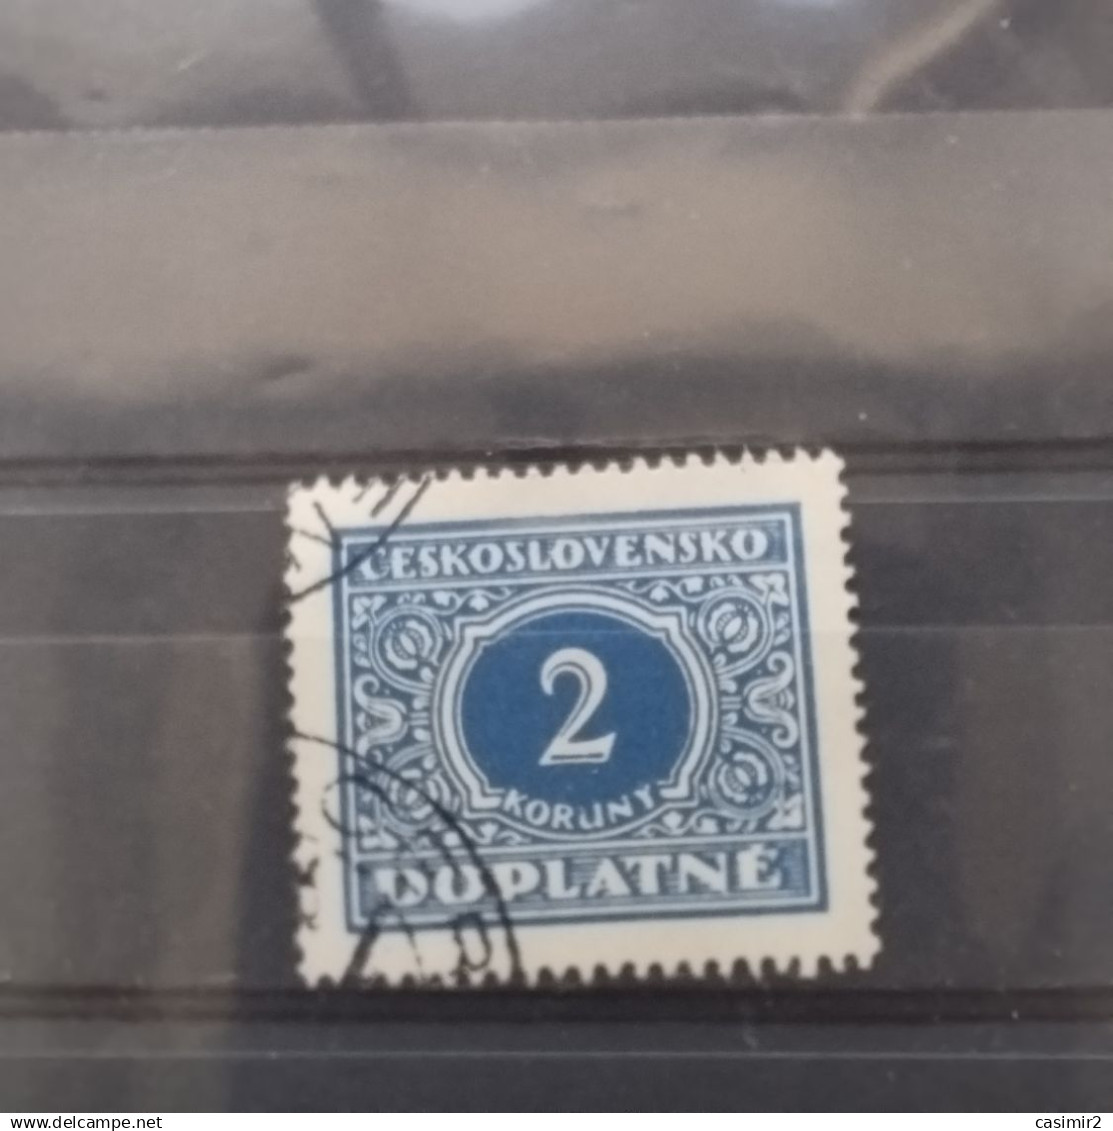 ČESKOSLOVENSKO
2
KORUNY
DOPLATNÉ
www.delcampe.net
casimir2